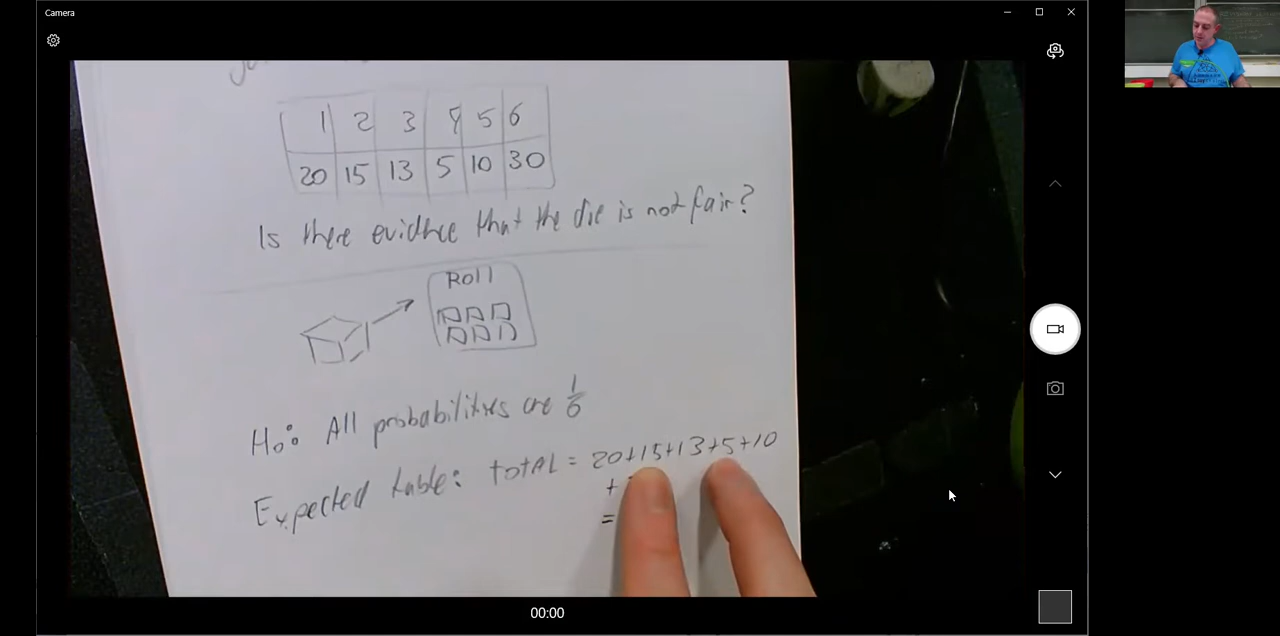 Camera
1 2 3 4 5 6
20 15 13 5 10 30
Is there evidence that the die is not fair?
Roll
H₀: All probabilities are 1/6
Expected table: TOTAL = 20+15+13+5+10
+
=
00:00